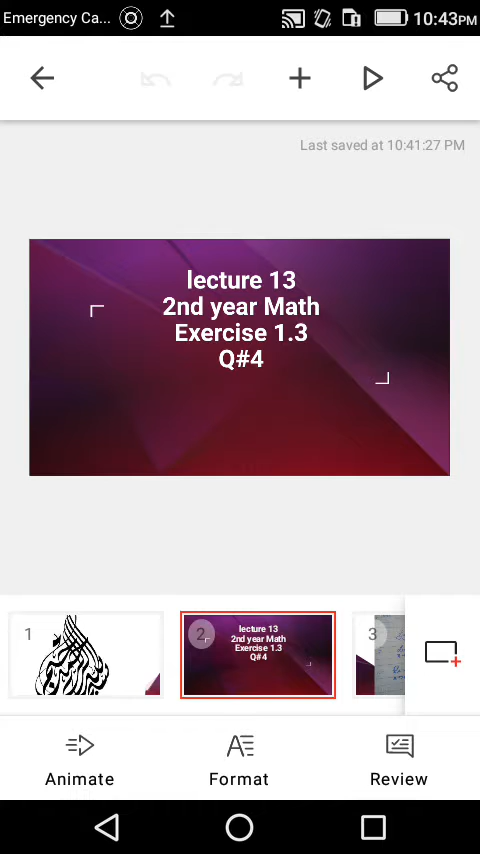 Emergency Ca...
10:43PM
Last saved at 10:41:27 PM
lecture 13
2nd year Math
Exercise 1.3
Q#4
1
2
lecture 13
2nd year Math
Exercise 1.3
Q#4
3
Animate
Format
Review